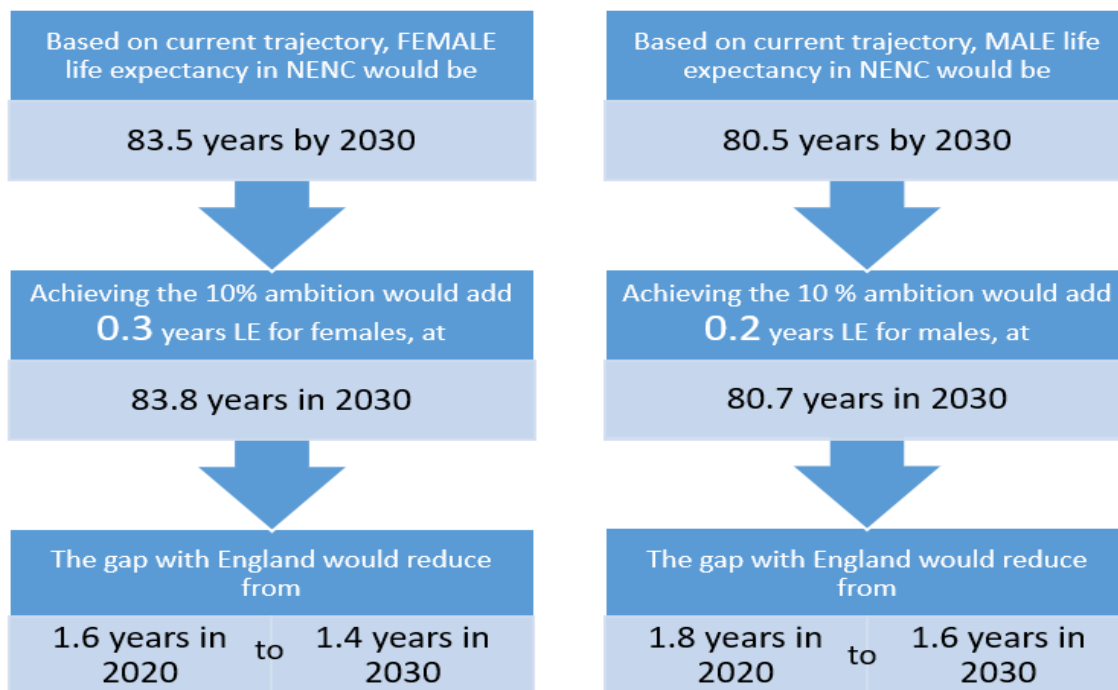 Based on current trajectory, FEMALE
life expectancy in NENC would be
83.5 years by 2030
Achieving the 10% ambition would add
0.3 years LE for females, at
83.8 years in 2030
The gap with England would reduce
from
1.6 years in
2020
to
1.4 years in
2030
Based on current trajectory, MALE life
expectancy in NENC would be
80.5 years by 2030
Achieving the 10 % ambition would add
0.2 years LE for males, at
80.7 years in 2030
The gap with England would reduce
from
1.8 years in
2020
to
1.6 years in
2030